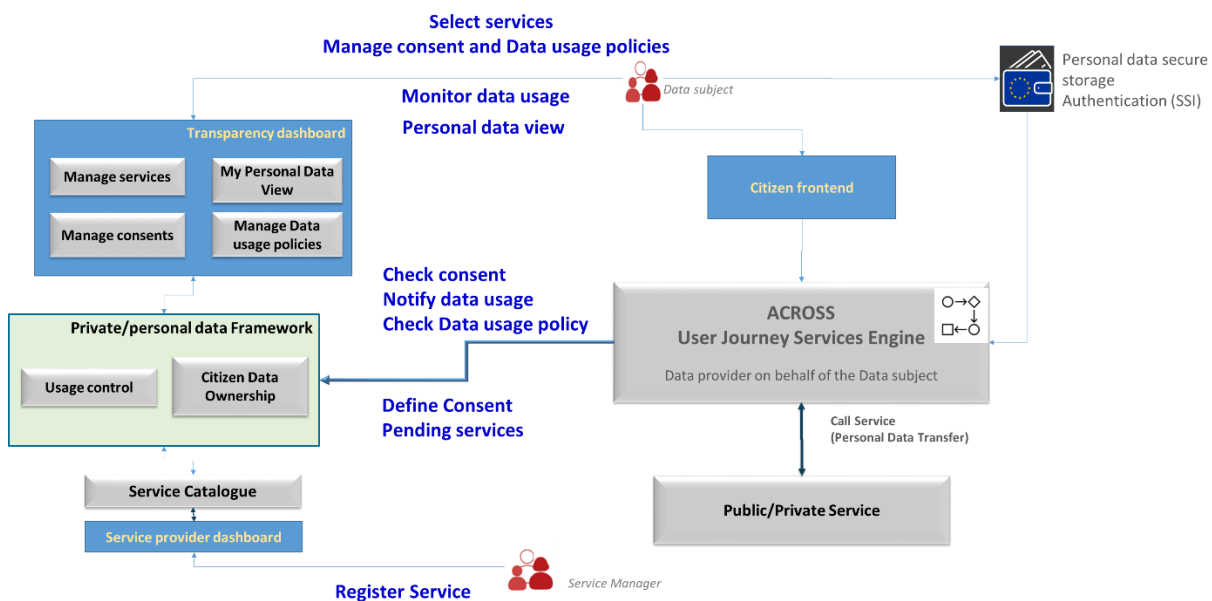 Select services
Manage consent and Data usage policies
Data subject
Monitor data usage
Personal data view
Personal data secure
storage
Authentication (SSI)
Transparency dashboard
Manage services
My Personal Data
View
Manage consents
Manage Data
usage policies
Citizen frontend
Check consent
Notify data usage
Check Data usage policy
ACROSS
User Journey Services Engine
Data provider on behalf of the Data subject
Private/personal data Framework
Usage control
Citizen Data
Ownership
Define Consent
Pending services
Call Service
(Personal Data Transfer)
Service Catalogue
Public/Private Service
Service provider dashboard
Register Service
Service Manager